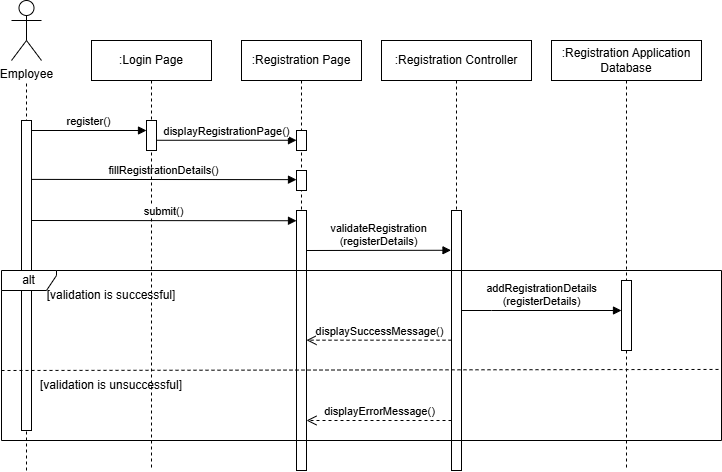 Employee
:Login Page
:Registration Page
:Registration Controller
:Registration Application
Database
register()
displayRegistrationPage()
fillRegistrationDetails()
submit()
validateRegistration
(registerDetails)
alt
[validation is successful]
addRegistrationDetails
(registerDetails)
displaySuccessMessage()
[validation is unsuccessful]
displayErrorMessage()